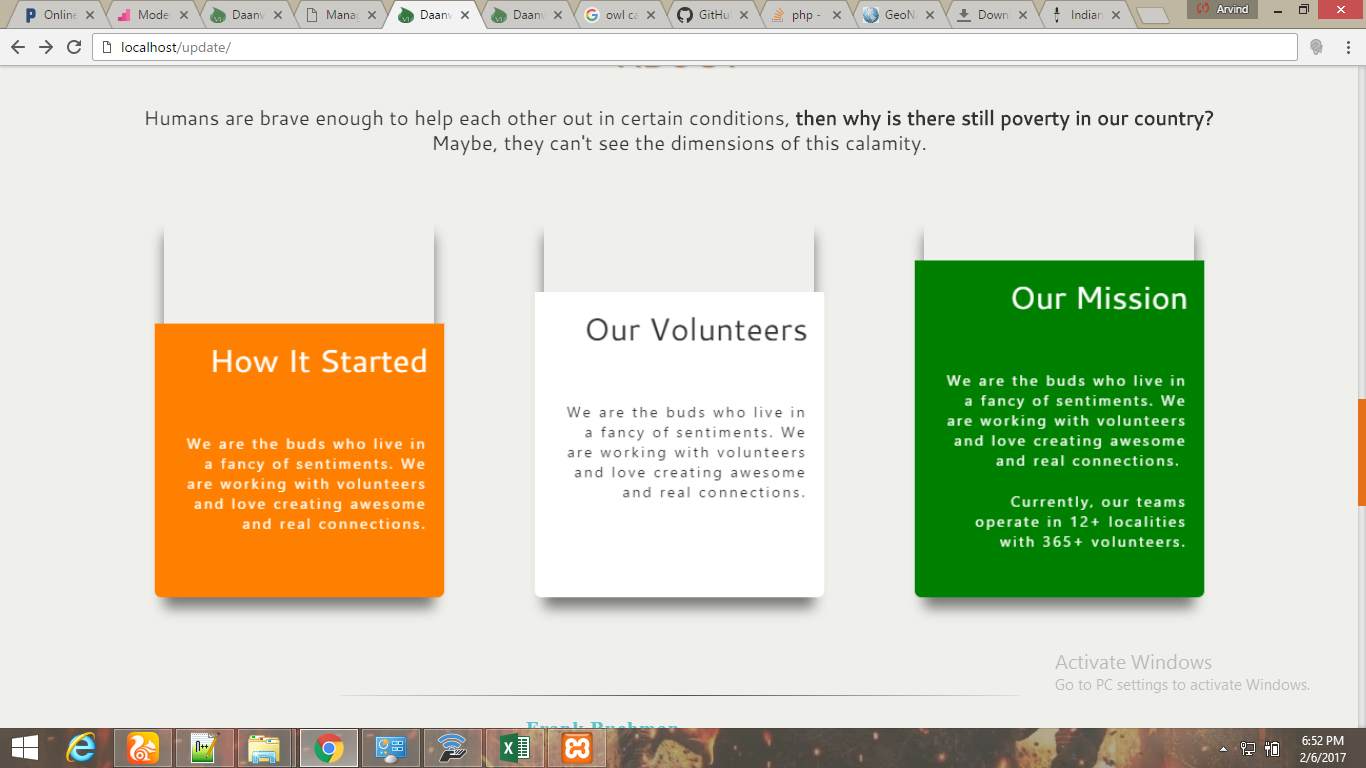 Online
Mode
Daanv
Manag
Daanv
Daanv
owl ca
GitHu
php -
GeoN
Down
Indian
Arvind
localhost/update/
ABOUT
Humans are brave enough to help each other out in certain conditions, then why is there still poverty in our country?
Maybe, they can't see the dimensions of this calamity.
How It Started
We are the buds who live in
a fancy of sentiments. We
are working with volunteers
and love creating awesome
and real connections.
Our Volunteers
We are the buds who live in
a fancy of sentiments. We
are working with volunteers
and love creating awesome
and real connections.
Our Mission
We are the buds who live in
a fancy of sentiments. We
are working with volunteers
and love creating awesome
and real connections.
Currently, our teams
operate in 12+ localities
with 365+ volunteers.
Activate Windows
Go to PC settings to activate Windows.
6:52 PM
2/6/2017